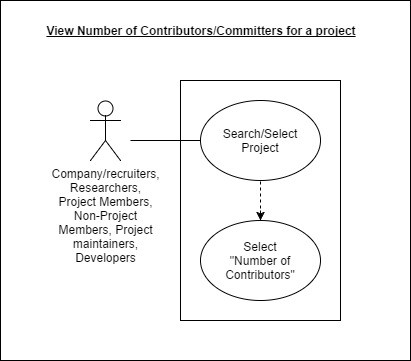 View Number of Contributors/Committers for a project
Search/Select
Project
Company/recruiters,
Researchers,
Project Members,
Non-Project
Members, Project
maintainers,
Developers
Select
"Number of
Contributors"